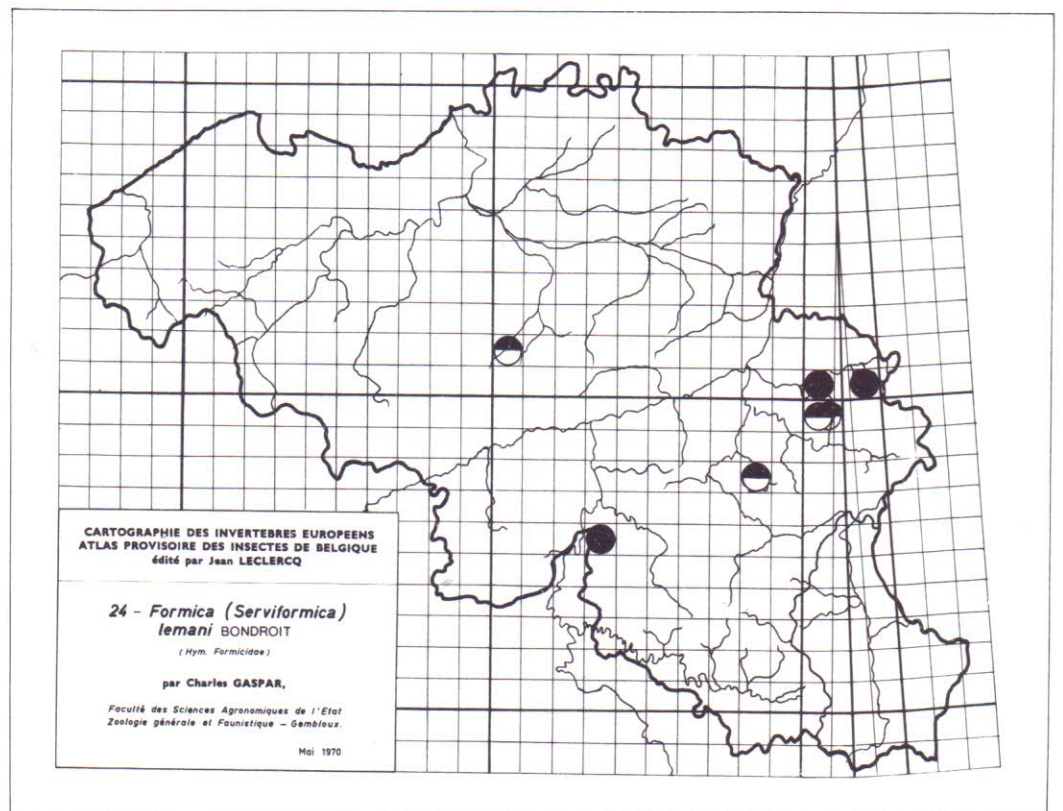 CARTOGRAPHIE DES INVERTEBRES EUROPEENS
ATLAS PROVISOIRE DES INSECTES DE BELGIQUE
édité par Jean LECLERCQ
24 - Formica (Serviformica)
lemani BONDROIT
(Hym. Formicidae)
par Charles GASPAR,
Faculté des Sciences Agronomiques de l'Etat
Zoologie générale et Faunistique - Gembloux.
Mai 1970